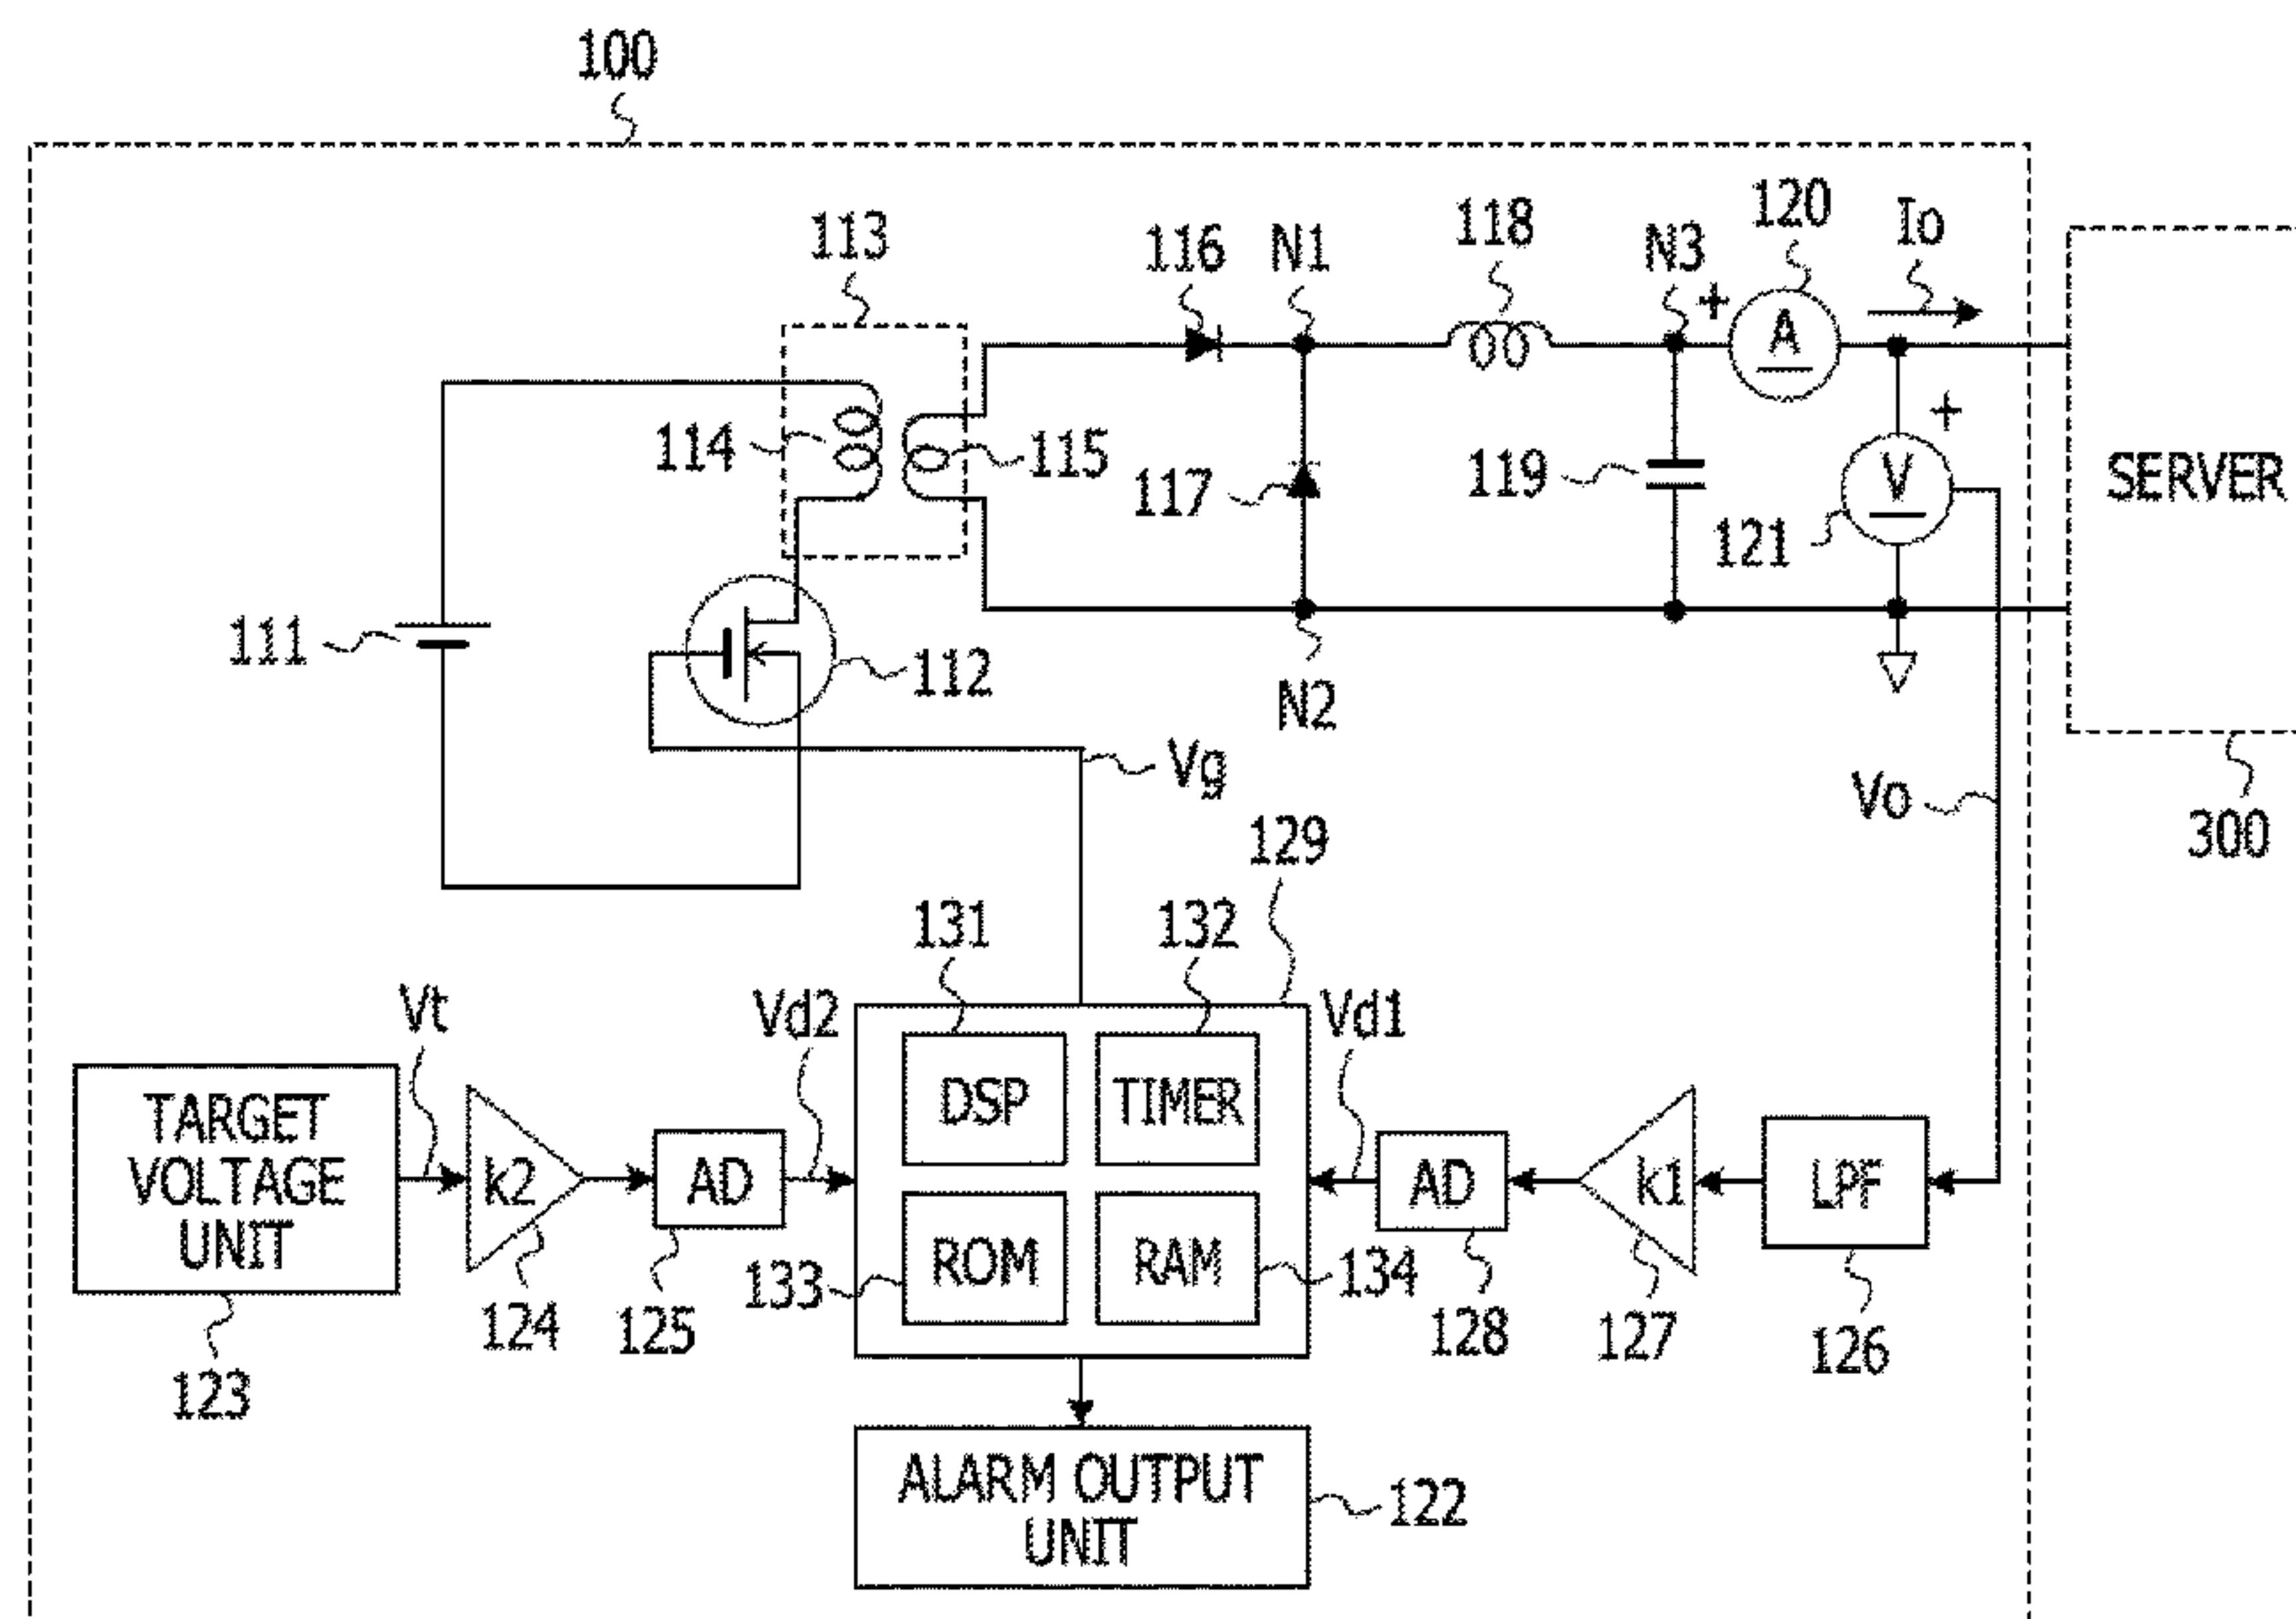 100
113
116
N1
118
N3
120
Io
+
A
114
115
117
119
+
V
121
SERVER
111
112
N2
Vg
Vo
300
129
131
132
Vt
Vd2
Vd1
TARGET
VOLTAGE
UNIT
k2
AD
DSP
TIMER
AD
k1
LPF
ROM
RAM
123
124
125
133
134
128
127
126
ALARM OUTPUT
UNIT
122